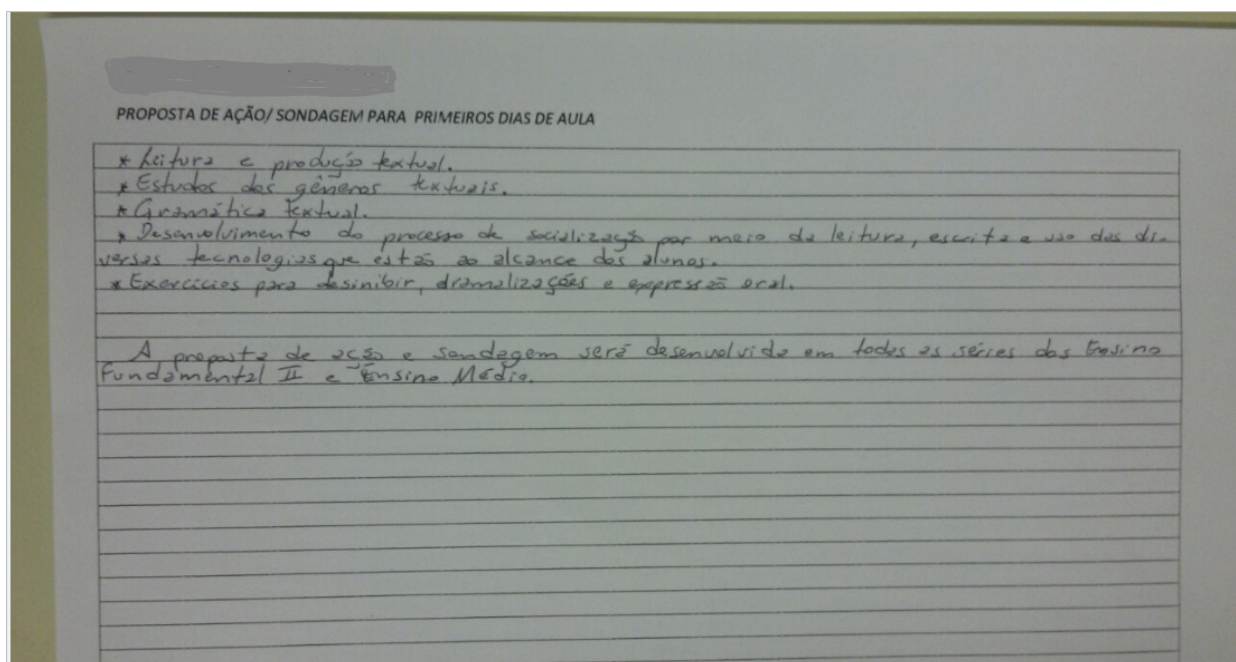 PROPOSTA DE AÇÃO/ SONDAGEM PARA PRIMEIROS DIAS DE AULA
* Leitura e produção textual.
* Estudos dos gêneros textuais.
* Gramática textual.
* Desenvolvimento do processo de socialização por meio da leitura, escrita e uso das di-
versas tecnologias que estão ao alcance dos alunos.
* Exercícios para desinibir, dramalizações e expressão oral.
A proposta de acção e sondagem será desenvolvida em todas as séries dos Ensino
Fundamental II e Ensino Médio.